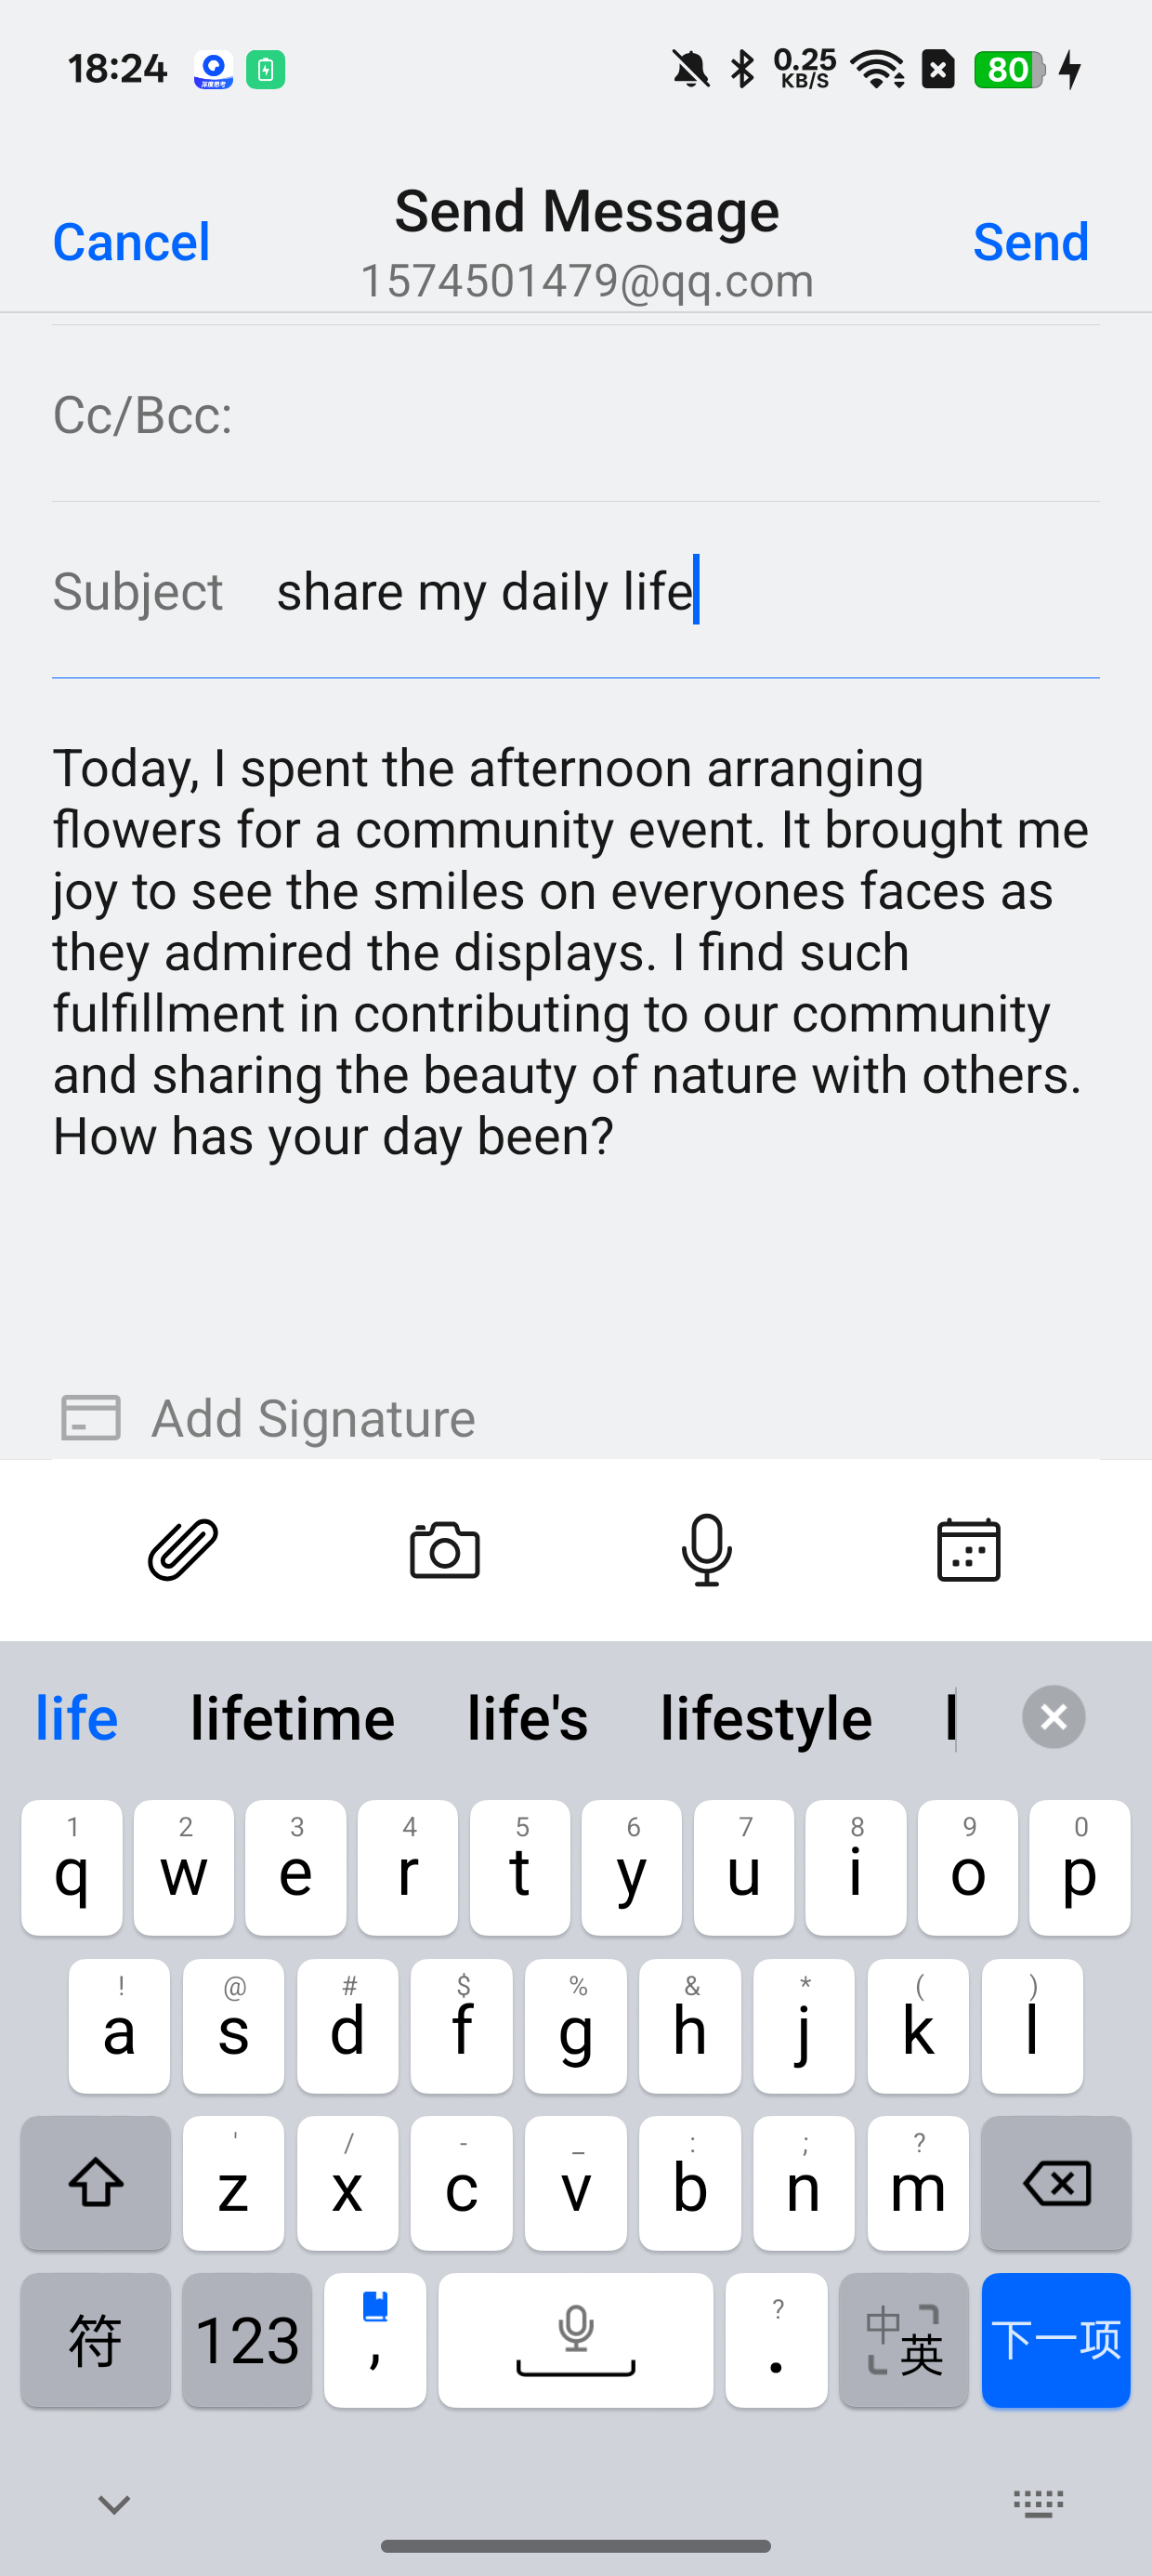 18:24 0.25 KB/S 80
Send Message
Cancel Send
1574501479@qq.com
Cc/Bcc:
Subject share my daily life
Today, I spent the afternoon arranging
flowers for a community event. It brought me
joy to see the smiles on everyones faces as
they admired the displays. I find such
fulfillment in contributing to our community
and sharing the beauty of nature with others.
How has your day been?
Add Signature
life lifetime life's lifestyle l
1 2 3 4 5 6 7 8 9 0
q w e r t y u i o p
! @ # $ % & * ( )
a s d f g h j k l
' / - _ : ; ?
z x c v b n m
符 123 , ? . 中 英 下一项